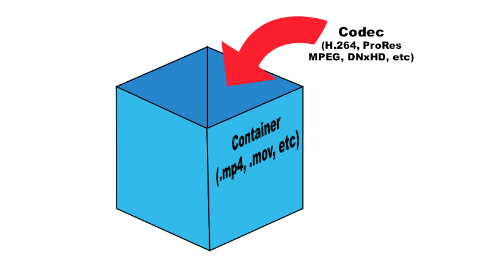 Codec
(H.264, ProRes
MPEG, DNxHD, etc)
Container
(.mp4, .mov, etc)